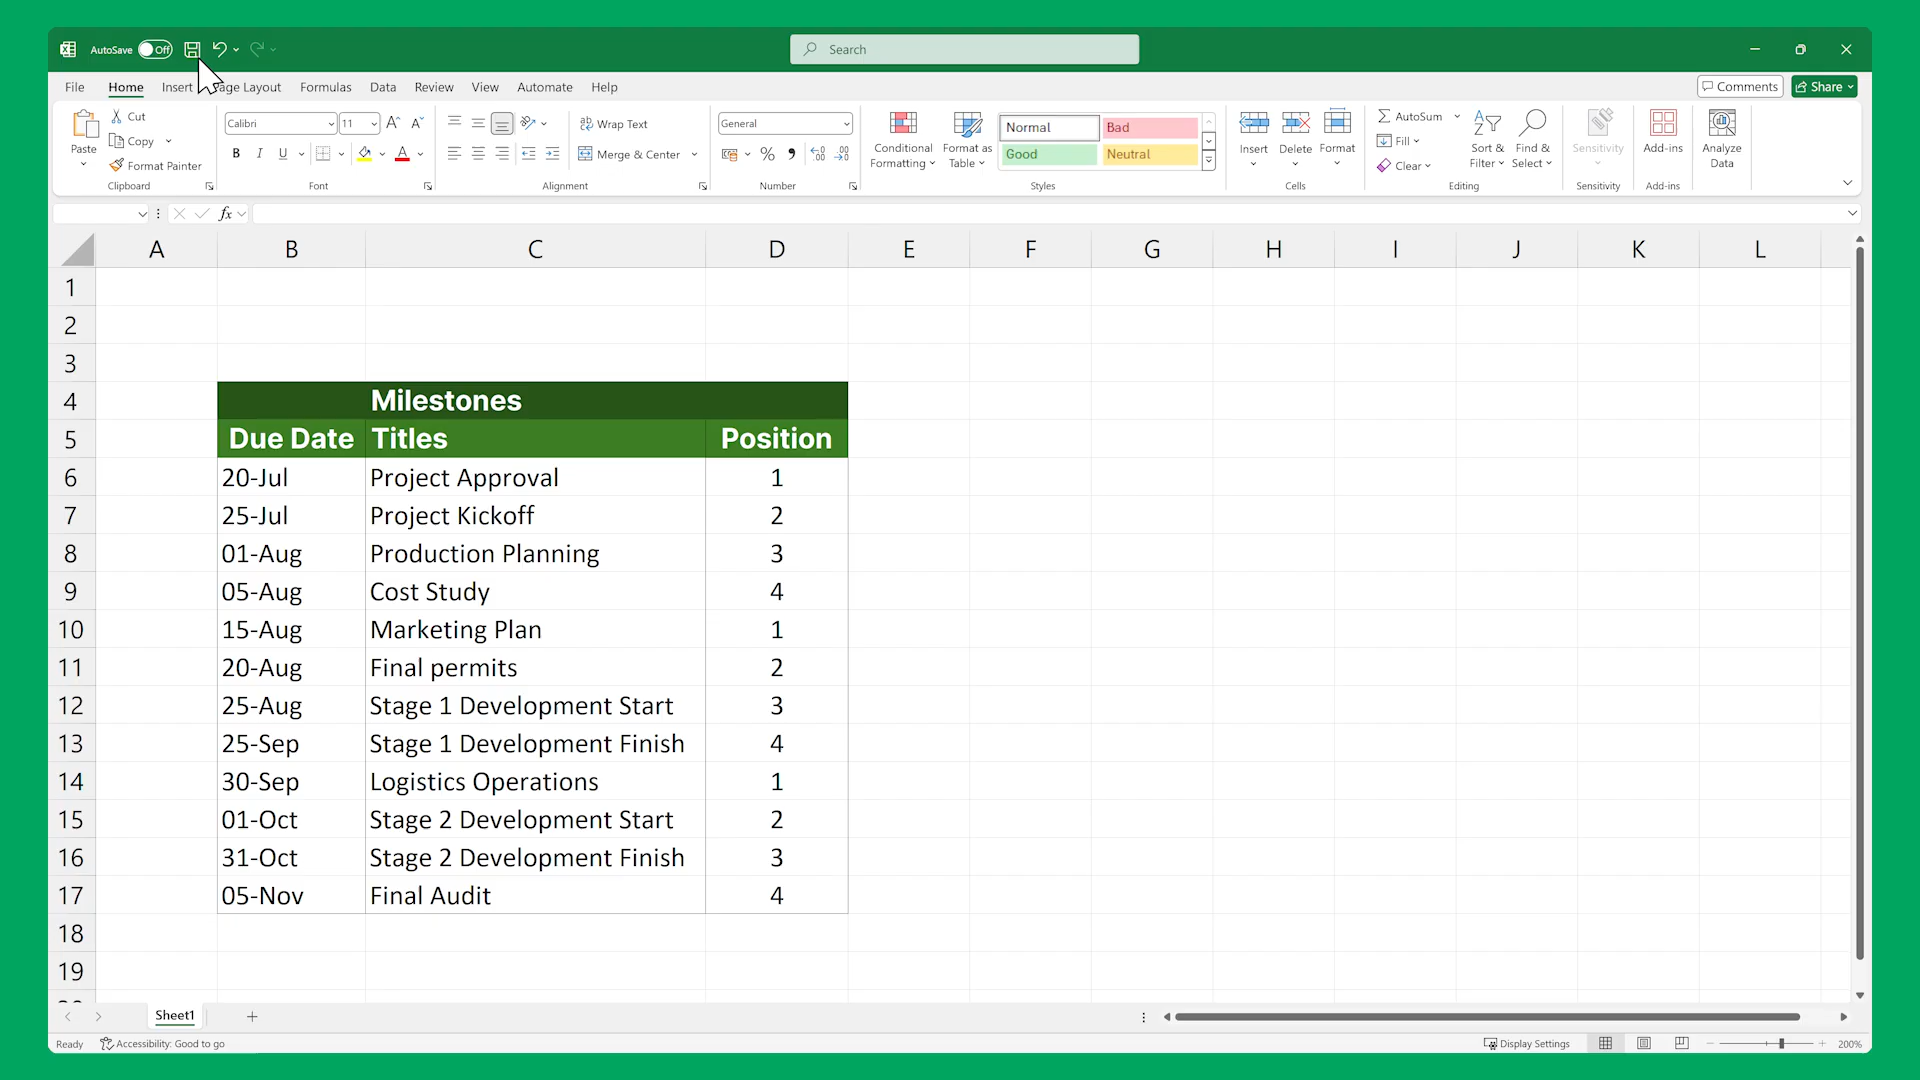 AutoSave Off Search
File Home Insert age Layout Formulas Data Review View Automate Help Comments Share
Paste Cut Copy Format Painter Clipboard
Calibri 11 B I U Font
Wrap Text Merge & Center Alignment
General % Number
Conditional Formatting Format as Table Normal Bad Good Neutral Styles
Insert Delete Format Cells
AutoSum Fill Clear Sort & Filter Find & Select Editing
Sensitivity Sensitivity
Add-ins Add-ins
Analyze Data
fx
A B C D E F G H I J K L
1
2
3
4 Milestones
5 Due Date Titles Position
6 20-Jul Project Approval 1
7 25-Jul Project Kickoff 2
8 01-Aug Production Planning 3
9 05-Aug Cost Study 4
10 15-Aug Marketing Plan 1
11 20-Aug Final permits 2
12 25-Aug Stage 1 Development Start 3
13 25-Sep Stage 1 Development Finish 4
14 30-Sep Logistics Operations 1
15 01-Oct Stage 2 Development Start 2
16 31-Oct Stage 2 Development Finish 3
17 05-Nov Final Audit 4
18
19
Sheet1
Ready Accessibility: Good to go Display Settings 200%